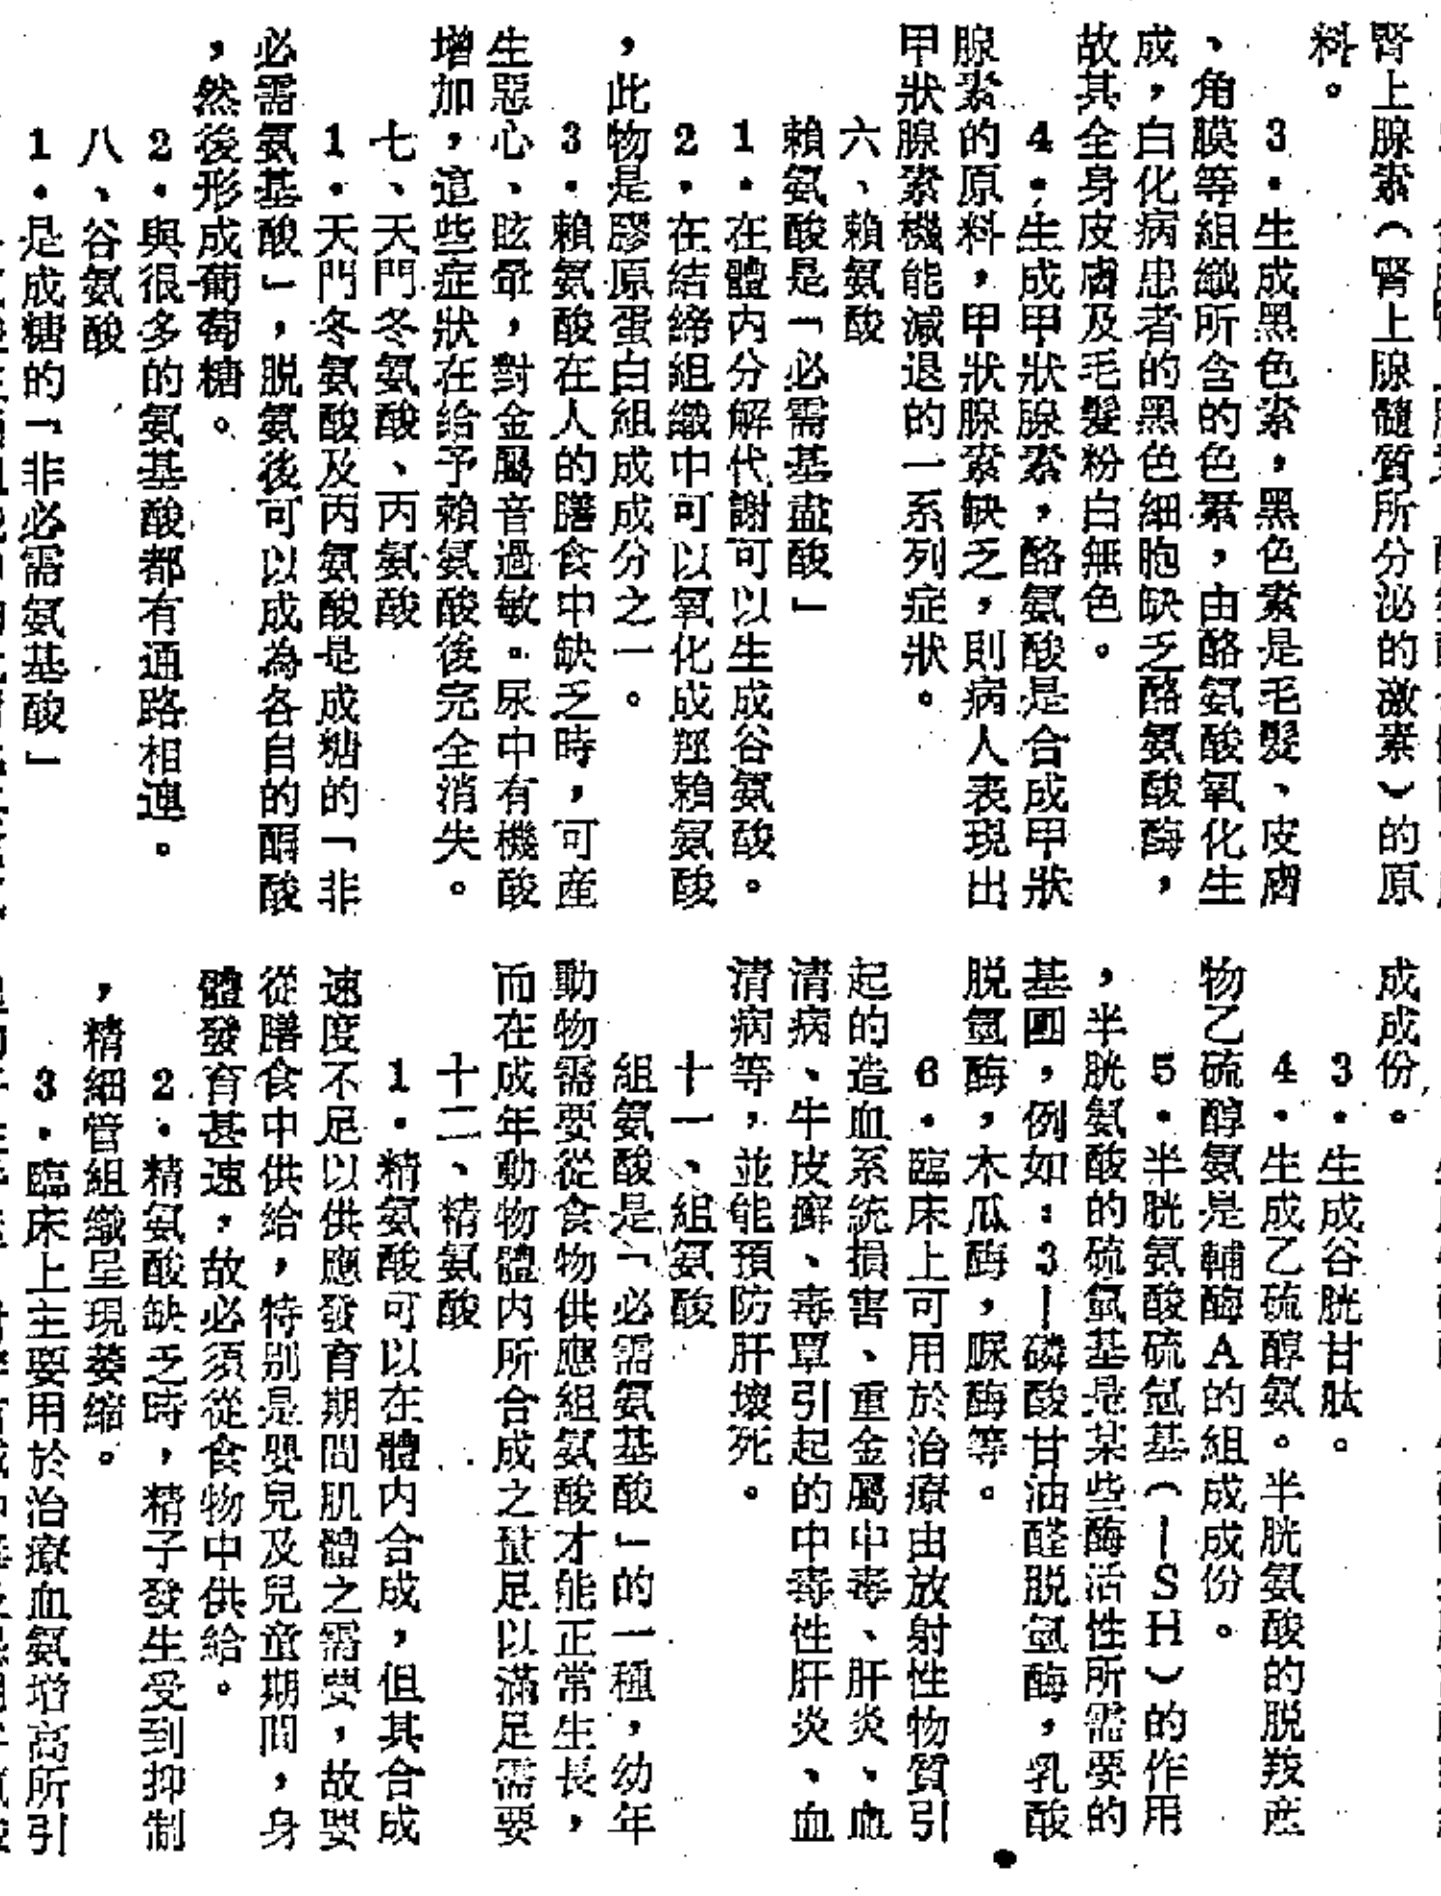 腎上腺素（腎上腺髓質所分泌的激素）的原
料。
3．生成黑色素，黑色素是毛髮、皮膚
、角膜等組織所含的色素，由酪氨酸氧化生
成，白化病患者的黑色細胞缺乏酪氨酸酶，
故其全身皮膚及毛髮粉白無色。
4．生成甲狀腺素，酪氨酸是合成甲狀
腺素的原料，甲狀腺素缺乏，則病人表現出
甲狀腺素機能減退的一系列症狀。
六、賴氨酸
賴氨酸是「必需基盐酸」
1．在體内分解代謝可以生成谷氨酸。
2．在結締組織中可以氧化成羥賴氨酸
，此物是膠原蛋白組成成分之一。
3．賴氨酸在人的膳食中缺乏時，可産
生惡心、眩暈，對金屬音過敏。尿中有機酸
增加，這些症狀在给予賴氨酸後完全消失。
七、天門冬氨酸、丙氨酸
1．天門冬氨酸及丙氨酸是成糖的「非
必需氨基酸」，脱氨後可以成為各自的酮酸
，然後形成葡萄糖。
2．與很多的氨基酸都有通路相連。
八、谷氨酸
1．是成糖的「非必需氨基酸」
成成份。
3．生成谷胱甘肽。
4．生成乙硫醇氨。半胱氨酸的脱羧産
物乙硫醇氨是輔酶A的組成成份。
5．半胱氨酸硫氫基（—SH）的作用
，半胱氨酸的硫氫基是某些酶活性所需要的
基團，例如：3—磷酸甘油醛脱氫酶，乳酸
脱氫酶，木瓜酶，脲酶等。
6．臨床上可用於治療由放射性物質引
起的造血系統損害、重金屬中毒、肝炎、血
清病、牛皮癬、毒覃引起的中毒性肝炎、血
清病等，並能預防肝壞死。
十一、組氨酸
組氨酸是「必需氨基酸」的一種，幼年
動物需要從食物供應組氨酸才能正常生長，
而在成年動物體内所合成之量足以滿足需要
十二、精氨酸
1．精氨酸可以在體内合成，但其合成
速度不足以供應發育期間肌體之需要，故要
從膳食中供給，特别是嬰兒及兒童期間，身
體發育甚速，故必須從食物中供給。
2．精氨酸缺乏時，精子發生受到抑制
，精細管組織呈現萎縮。
3．臨床上主要用於治療血氨增高所引